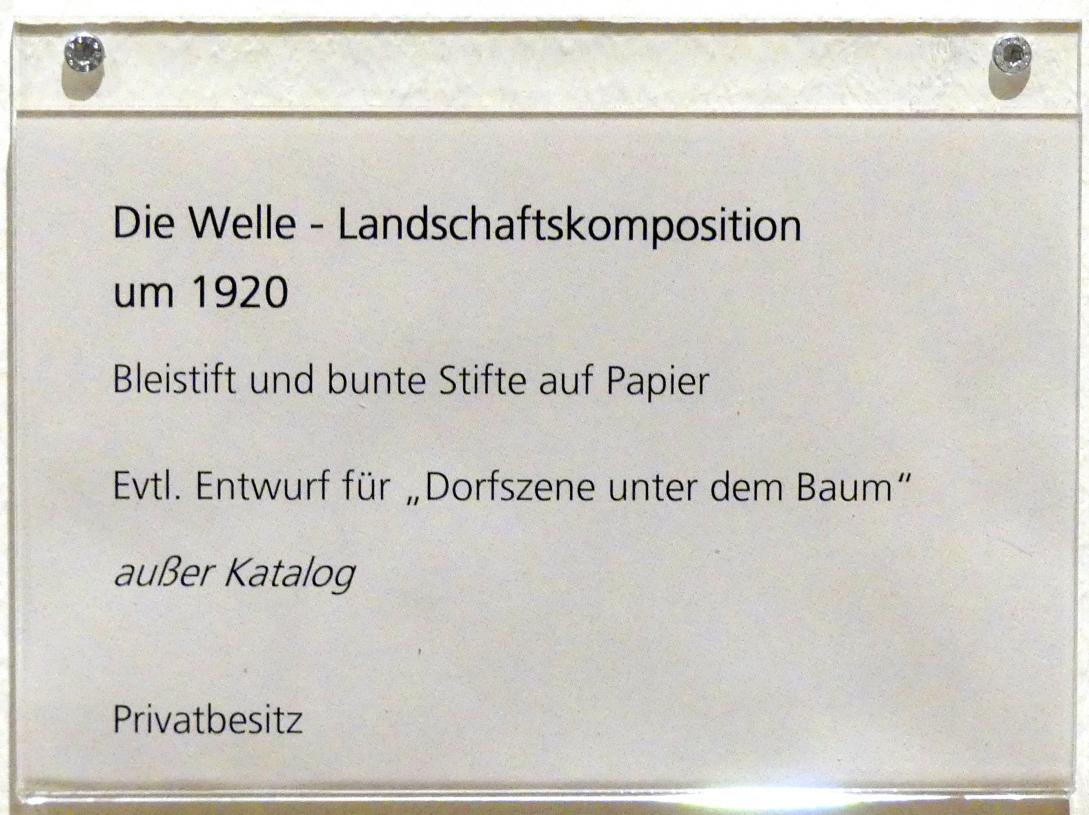 Die Welle - Landschaftskomposition
um 1920
Bleistift und bunte Stifte auf Papier
Evtl. Entwurf für „Dorfszene unter dem Baum“
außer Katalog
Privatbesitz